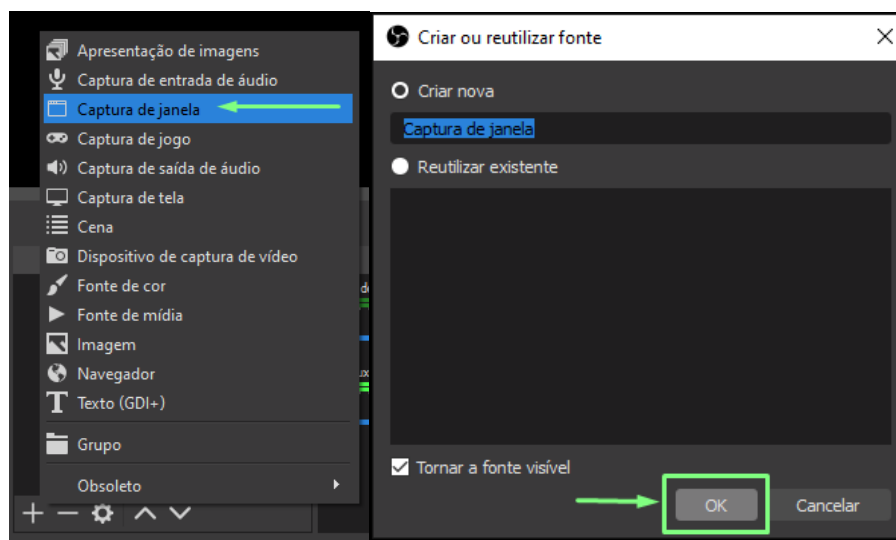 Apresentação de imagens
Captura de entrada de áudio
Captura de janela
Captura de jogo
Captura de saída de áudio
Captura de tela
Cena
Dispositivo de captura de vídeo
Fonte de cor
Fonte de mídia
Imagem
Navegador
Texto (GDI+)
Grupo
Obsoleto
Criar ou reutilizar fonte
Criar nova
Captura de janela
Reutilizar existente
Tornar a fonte visível
OK
Cancelar